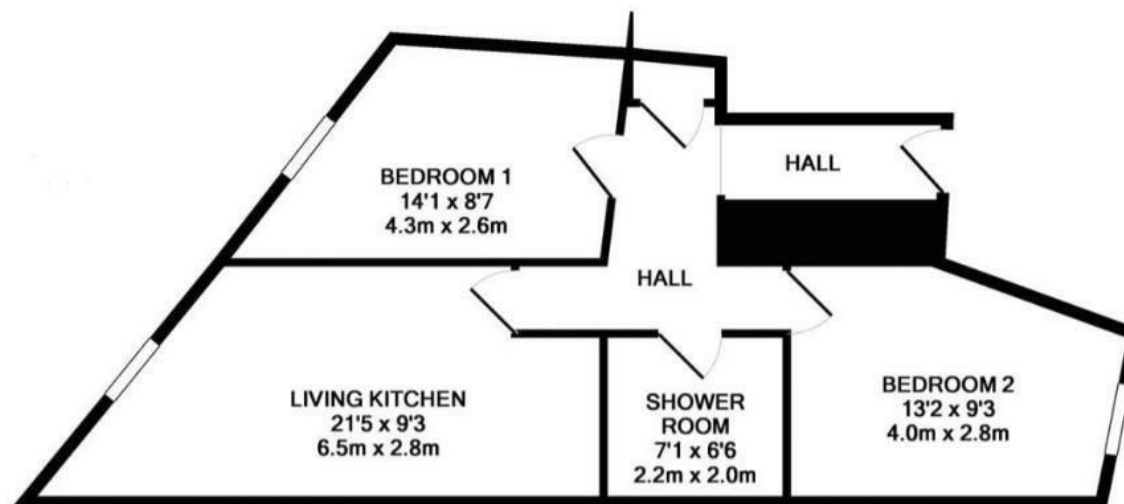 HALL
BEDROOM 1
14'1 x 8'7
4.3m x 2.6m
HALL
LIVING KITCHEN
21'5 x 9'3
6.5m x 2.8m
SHOWER
ROOM
7'1 x 6'6
2.2m x 2.0m
BEDROOM 2
13'2 x 9'3
4.0m x 2.8m